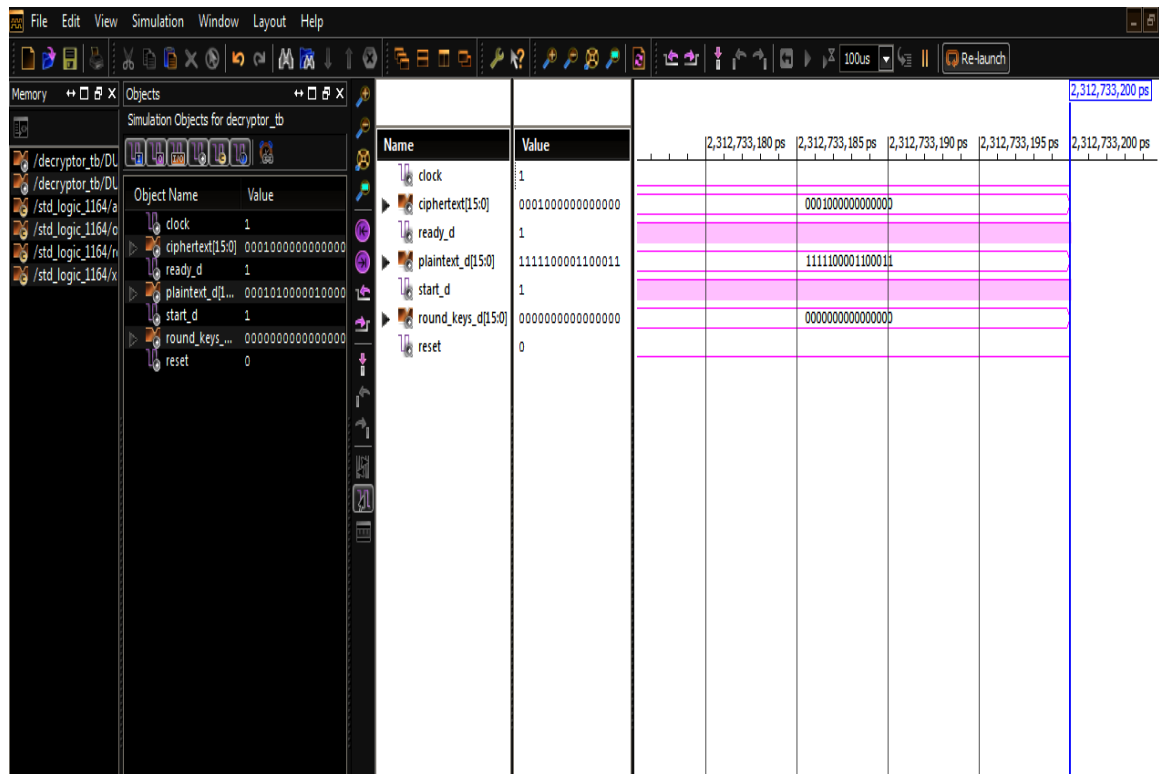 File Edit View Simulation Window Layout Help
100us Re-launch
Memory
/decryptor_tb/DU
/decryptor_tb/DU
/std_logic_1164/a
/std_logic_1164/o
/std_logic_1164/r
/std_logic_1164/x
Objects
Simulation Objects for decryptor_tb
Object Name Value
clock 1
ciphertext[15:0] 0001000000000000
ready_d 1
plaintext_d[1... 0001010000010000
start_d 1
round_keys_... 0000000000000000
reset 0
Name Value
clock 1
ciphertext[15:0] 0001000000000000
ready_d 1
plaintext_d[15:0] 1111100001100011
start_d 1
round_keys_d[15:0] 0000000000000000
reset 0
2,312,733,200 ps
2,312,733,180 ps 2,312,733,185 ps 2,312,733,190 ps 2,312,733,195 ps 2,312,733,200 ps
0001000000000000
1111100001100011
0000000000000000